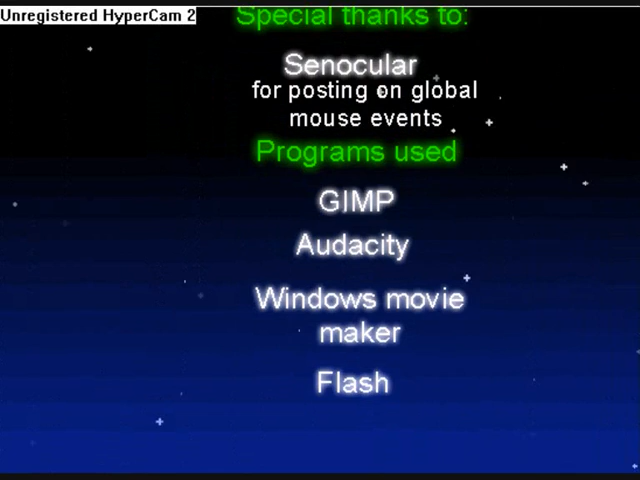 Unregistered HyperCam 2
Special thanks to:
Senocular
for posting on global
mouse events
Programs used
GIMP
Audacity
Windows movie
maker
Flash